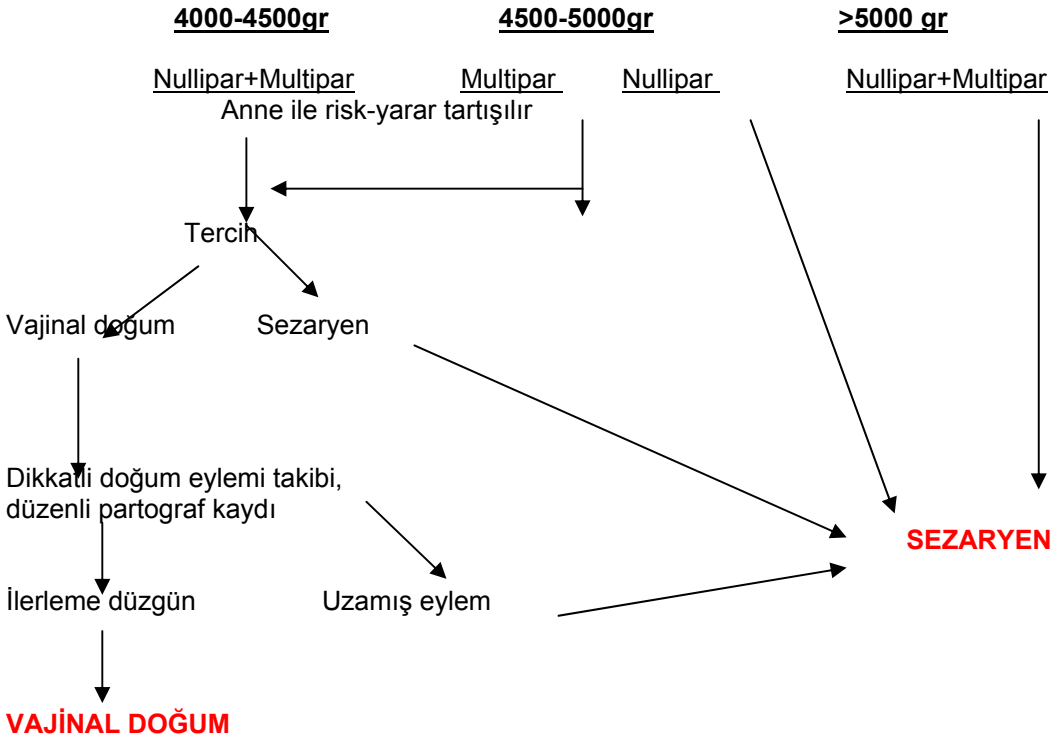 4000-4500gr 4500-5000gr >5000 gr
Nullipar+Multipar Multipar Nullipar Nullipar+Multipar
Anne ile risk-yarar tartışılır
Tercih
Vajinal doğum Sezaryen
Dikkatli doğum eylemi takibi,
düzenli partograf kaydı
SEZARYEN
İlerleme düzgün Uzamış eylem
VAJİNAL DOĞUM